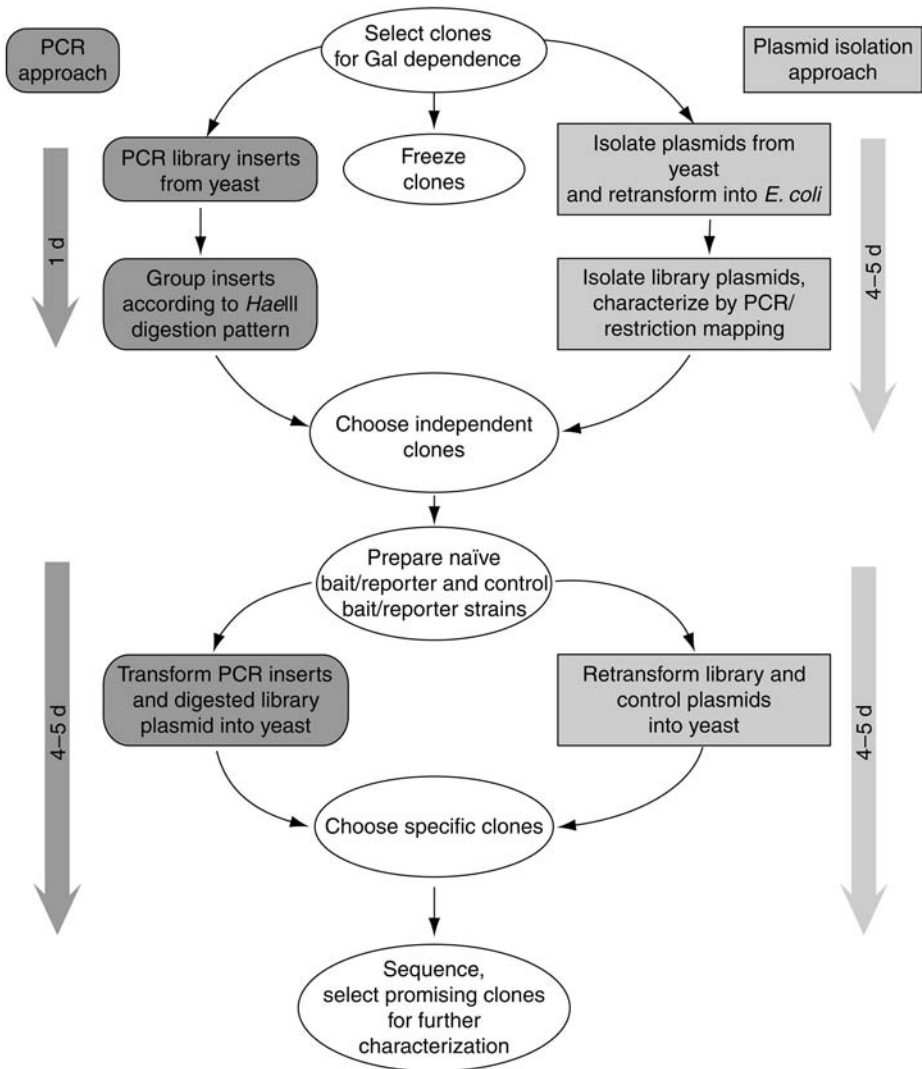 PCR
approach
Select clones
for Gal dependence
Plasmid isolation
approach
PCR library inserts
from yeast
Freeze
clones
Isolate plasmids from
yeast
and retransform into E. coli
1 d
Group inserts
according to HaeIII
digestion pattern
Isolate library plasmids,
characterize by PCR/
restriction mapping
4–5 d
Choose independent
clones
Prepare naïve
bait/reporter and control
bait/reporter strains
Transform PCR inserts
and digested library
plasmid into yeast
Retransform library and
control plasmids
into yeast
4–5 d
4–5 d
Choose specific clones
Sequence,
select promising clones
for further
characterization